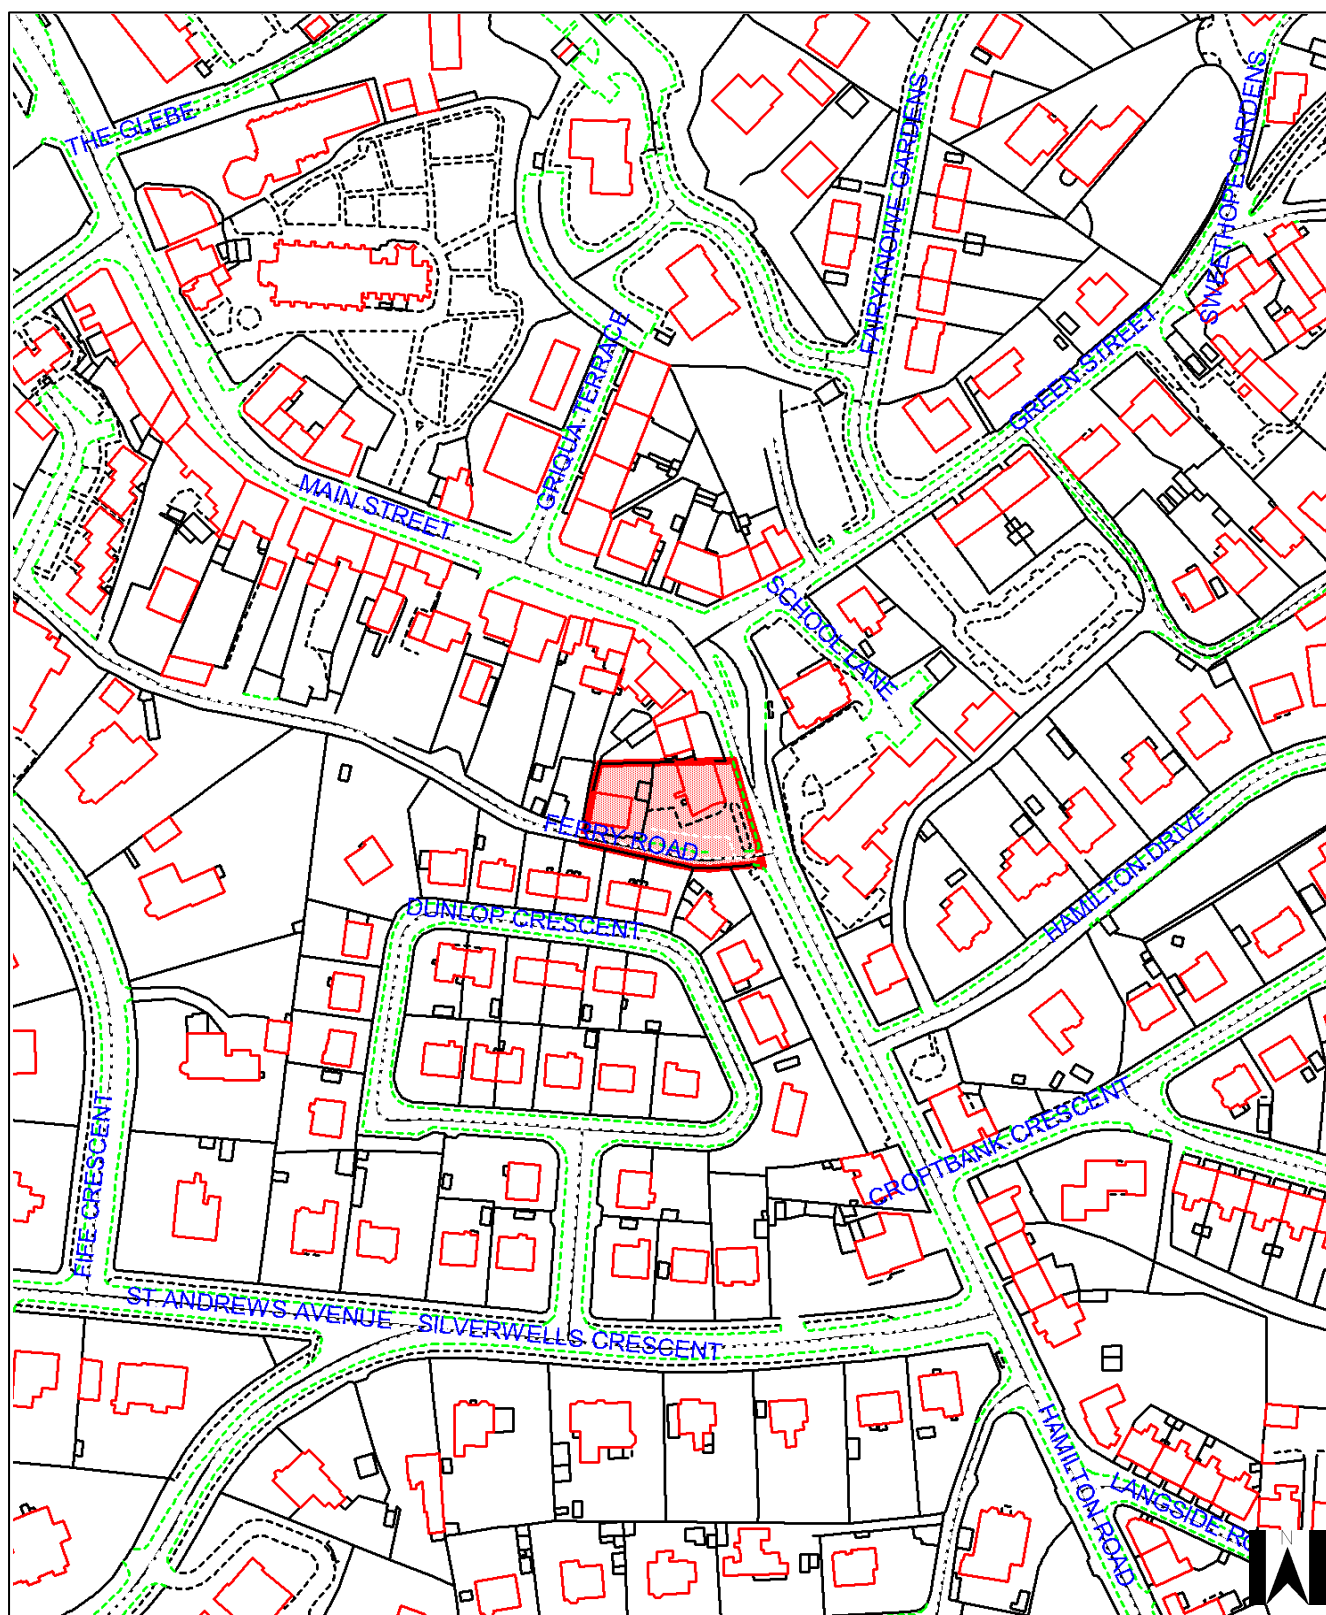 THE GLEBE
FAIRYKNOWE GARDENS
SWEETHOPE GARDENS
GRIQUA TERRACE
GREEN STREET
MAIN STREET
SCHOOL LANE
FERRY ROAD
HAMILTON DRIVE
DUNLOP CRESCENT
CROFTBANK CRESCENT
FIFE CRESCENT
ST ANDREWS AVENUE
SILVERWELLS CRESCENT
HAMILTON ROAD
LANGSIDE RO
N